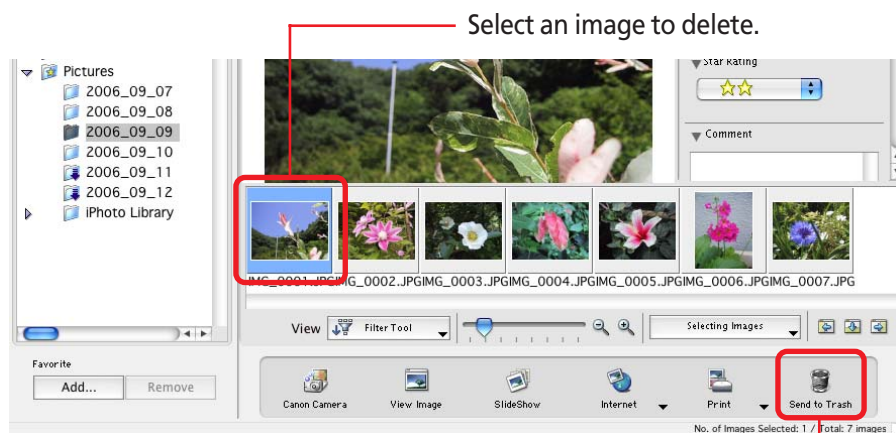 Select an image to delete.
Star Rating
Pictures
2006_09_07
2006_09_08
2006_09_09
2006_09_10
2006_09_11
2006_09_12
iPhoto Library
Comment
IMG_0001.JPG IMG_0002.JPG IMG_0003.JPG IMG_0004.JPG IMG_0005.JPG IMG_0006.JPG IMG_0007.JPG
View Filter Tool Selecting Images
Favorite
Add... Remove
Canon Camera View Image SlideShow Internet Print Send to Trash
No. of Images Selected: 1 / Total: 7 images